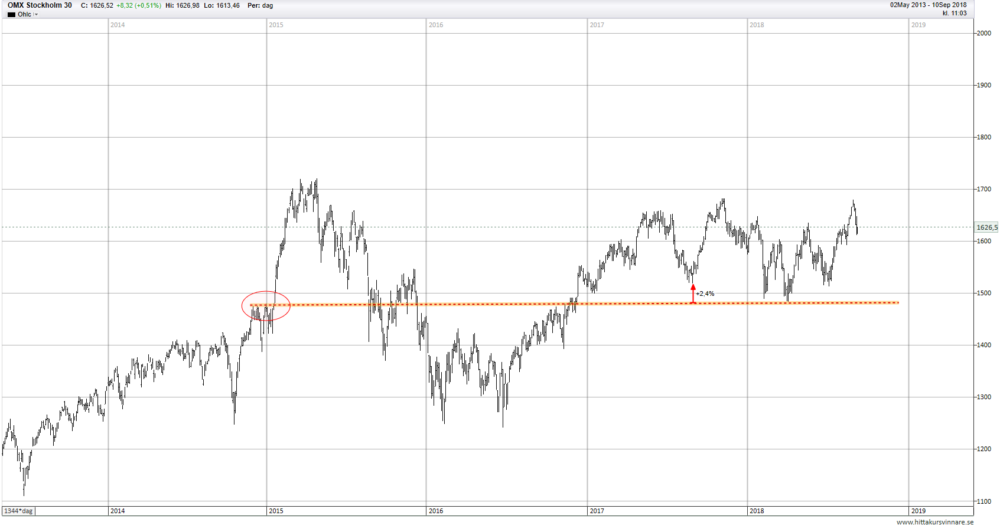 OMX Stockholm 30 C: 1626,52 +8,32 (+0,51%) Hi: 1626,98 Lo: 1613,46 Per: dag
02May 2013 - 10Sep 2018
Ohlc
kl. 11:03
2014 2015 2016 2017 2018 2019
2000
1900
1800
1700
1626,5
1600
1500
+2,4%
1400
1300
1200
1100
1344*dag 2014 2015 2016 2017 2018 2019
www.hittakursvinnare.se